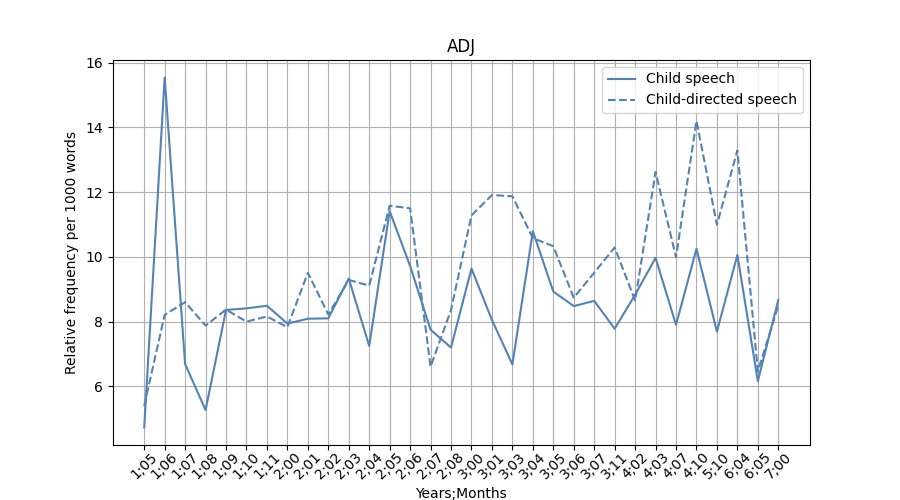 ADJ
Relative frequency per 1000 words
16
14
12
10
8
6
Child speech
Child-directed speech
1;05 1;06 1;07 1;08 1;09 1;10 1;11 2;00 2;01 2;02 2;03 2;04 2;05 2;06 2;07 2;08 3;00 3;01 3;03 3;04 3;05 3;06 3;07 3;11 4;02 4;03 4;07 4;10 5;10 6;04 6;05 7;00
Years;Months